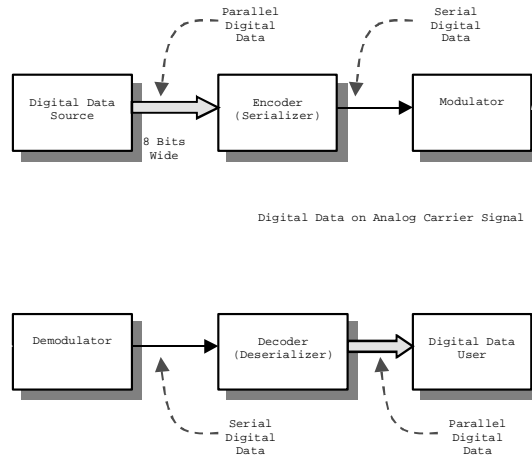 Parallel
Digital
Data
Serial
Digital
Data
Digital Data
Source
Encoder
(Serializer)
Modulator
8 Bits
Wide
Digital Data on Analog Carrier Signal
Demodulator
Decoder
(Deserializer)
Digital Data
User
Serial
Digital
Data
Parallel
Digital
Data